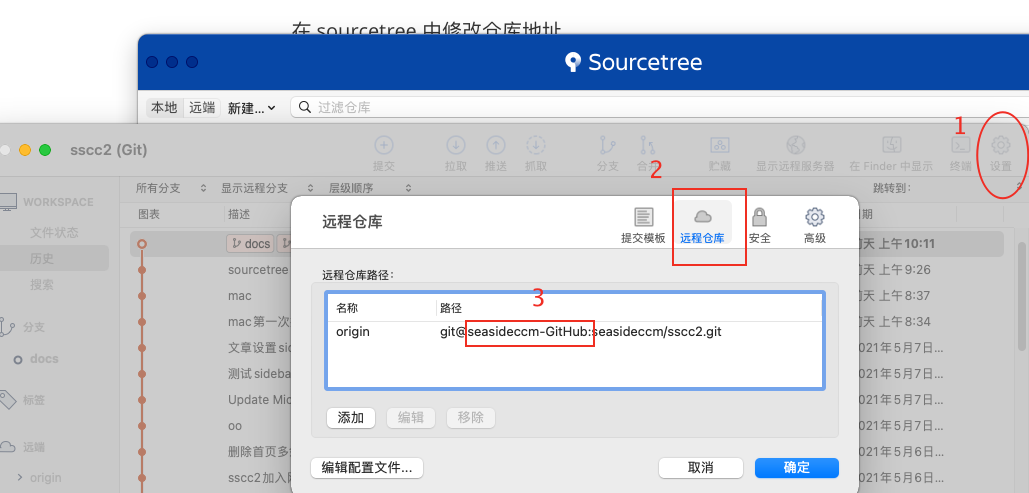 在 sourcetree 中修改仓库地址
Sourcetree
本地 远端 新建... 过滤仓库
1
sscc2 (Git)
提交 拉取 推送 抓取 分支 合并 贮藏 显示远程服务器 在 Finder 中显示 终端 设置
2
所有分支 显示远程分支 层级顺序 跳转到:
WORKSPACE
文件状态
历史
搜索
分支
docs
标签
远端
origin
图表 描述
docs
sourcetree
mac
mac第一次
文章设置sid
测试 sideba
Update Mic
oo
删除首页多
sscc2加入网
远程仓库
提交模板 远程仓库 安全 高级
远程仓库路径:
3
名称 路径
origin git@seasideccm-GitHub:seasideccm/sscc2.git
添加 编辑 移除
编辑配置文件... 取消 确定
期
天 上午10:11
天 上午9:26
天 上午8:37
天 上午8:34
021年5月7日...
021年5月7日...
021年5月7日...
021年5月7日...
021年5月6日...
021年5月6日...